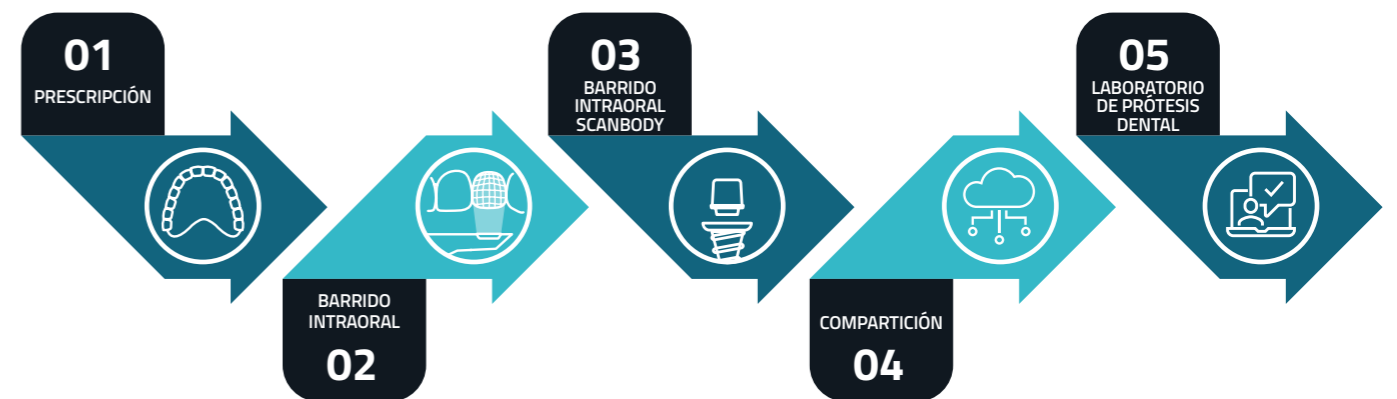 01
PRESCRIPCIÓN
BARRIDO
INTRAORAL
02
03
BARRIDO
INTRAORAL
SCANBODY
COMPARTICIÓN
04
05
LABORATORIO
DE PRÓTESIS
DENTAL